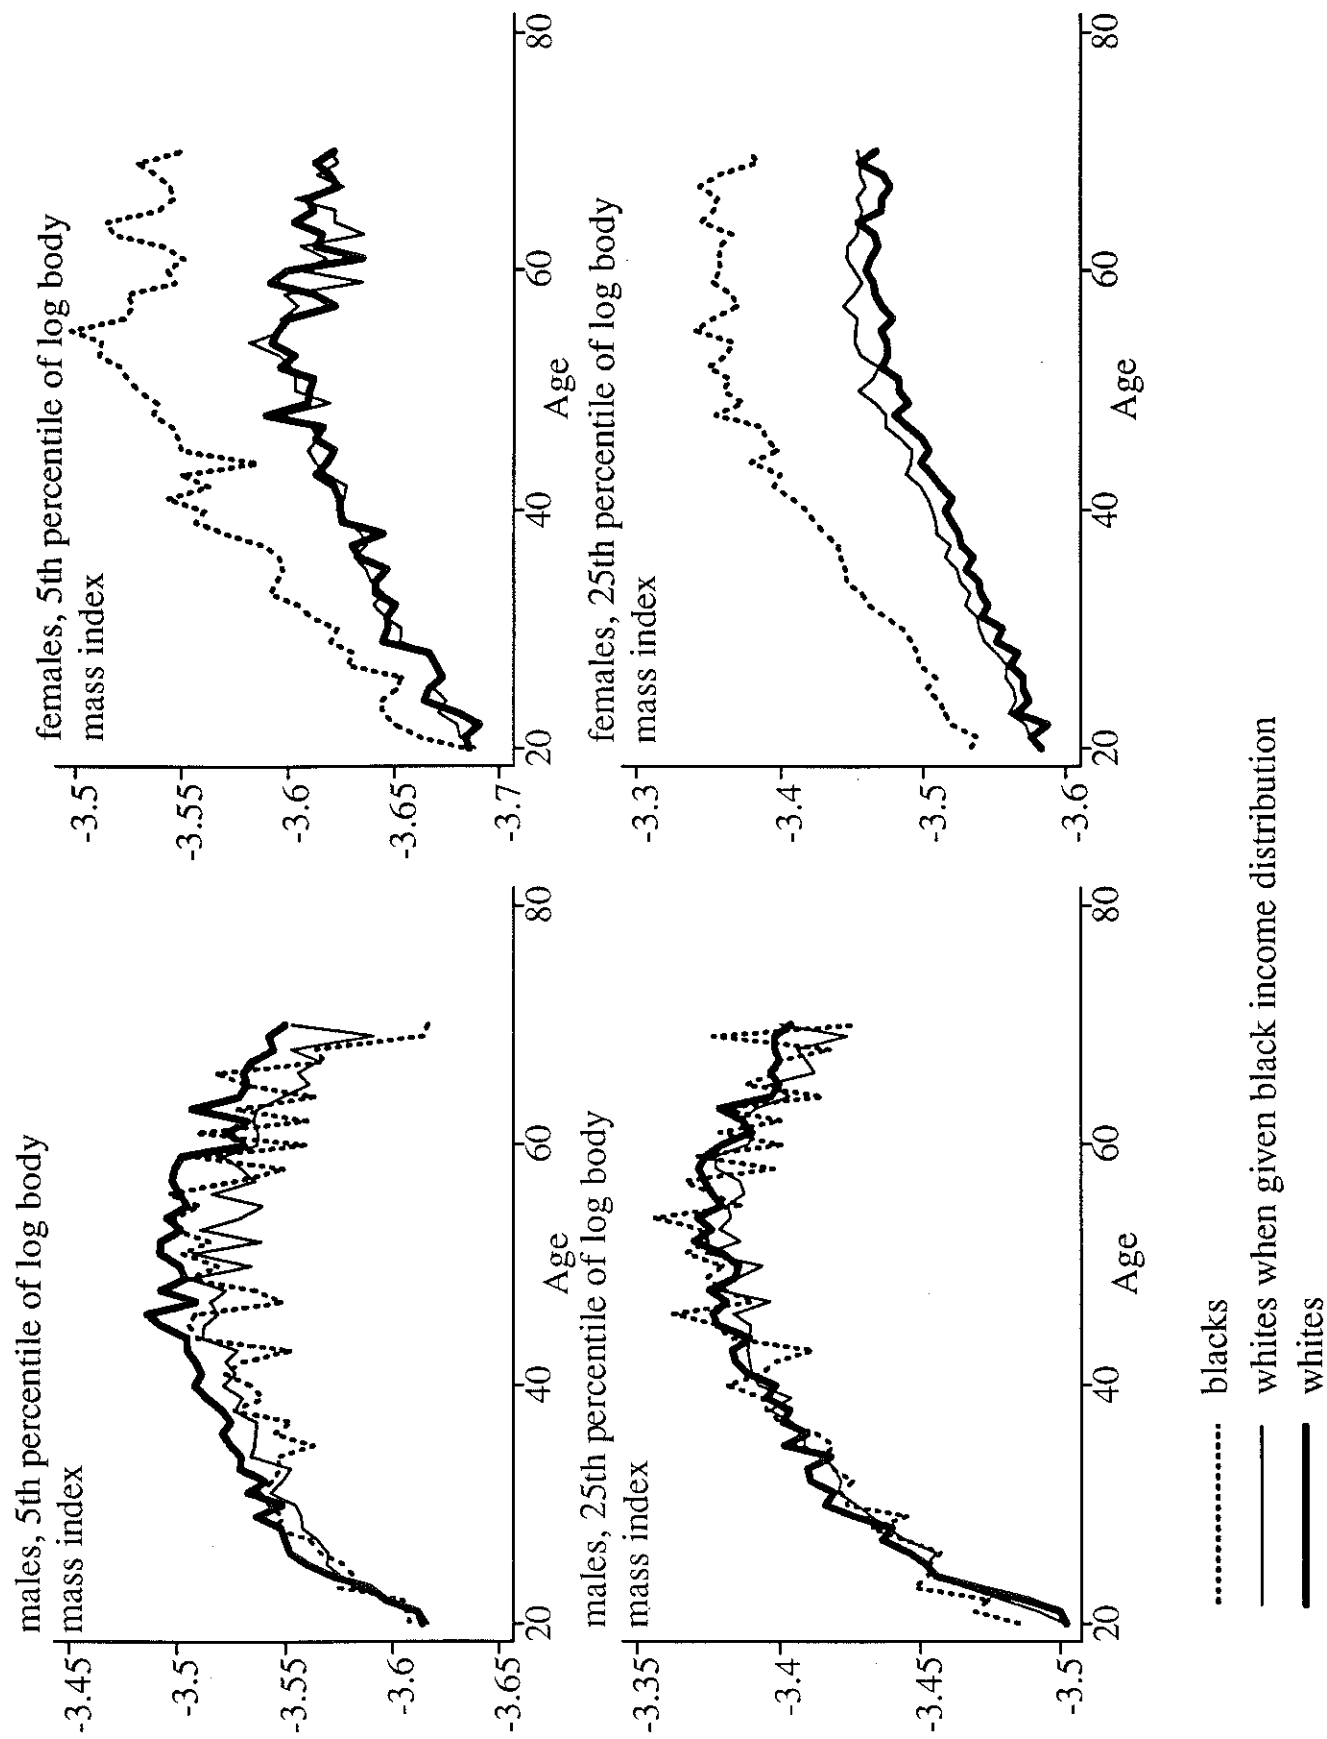 males, 5th percentile of log body
mass index
-3.45
-3.5
-3.55
-3.6
-3.65
20
40
60
80
Age
females, 5th percentile of log body
mass index
-3.5
-3.55
-3.6
-3.65
-3.7
20
40
60
80
Age
males, 25th percentile of log body
mass index
-3.35
-3.4
-3.45
-3.5
20
40
60
80
Age
females, 25th percentile of log body
mass index
-3.3
-3.4
-3.5
-3.6
20
40
60
80
Age
blacks
whites when given black income distribution
whites